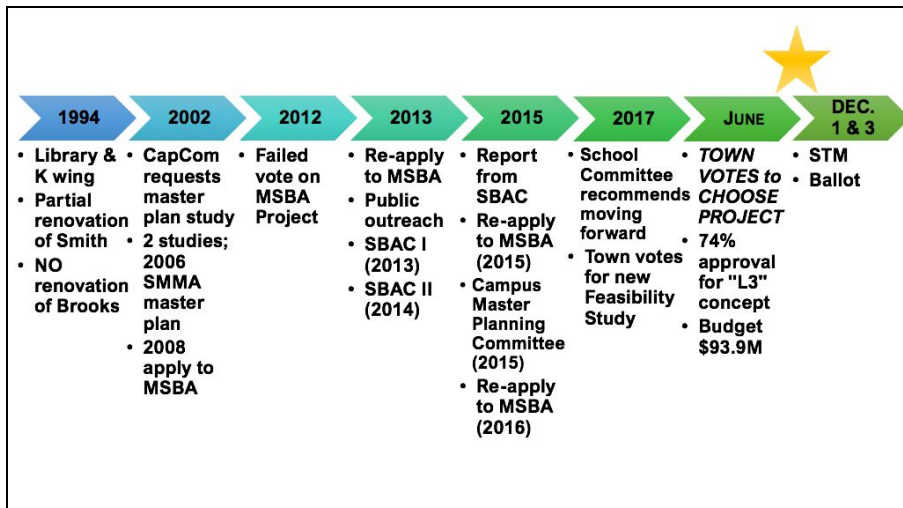 1994
• Library & K wing
• Partial renovation of Smith
• NO renovation of Brooks
2002
• CapCom requests master plan study
• 2 studies; 2006 SMMA master plan
• 2008 apply to MSBA
2012
• Failed vote on MSBA Project
2013
• Re-apply to MSBA
• Public outreach
• SBAC I (2013)
• SBAC II (2014)
2015
• Report from SBAC
• Re-apply to MSBA (2015)
• Campus Master Planning Committee (2015)
• Re-apply to MSBA (2016)
2017
• School Committee recommends moving forward
• Town votes for new Feasibility Study
JUNE
• TOWN VOTES to CHOOSE PROJECT
• 74% approval for "L3" concept
• Budget $93.9M
DEC. 1 & 3
• STM
• Ballot